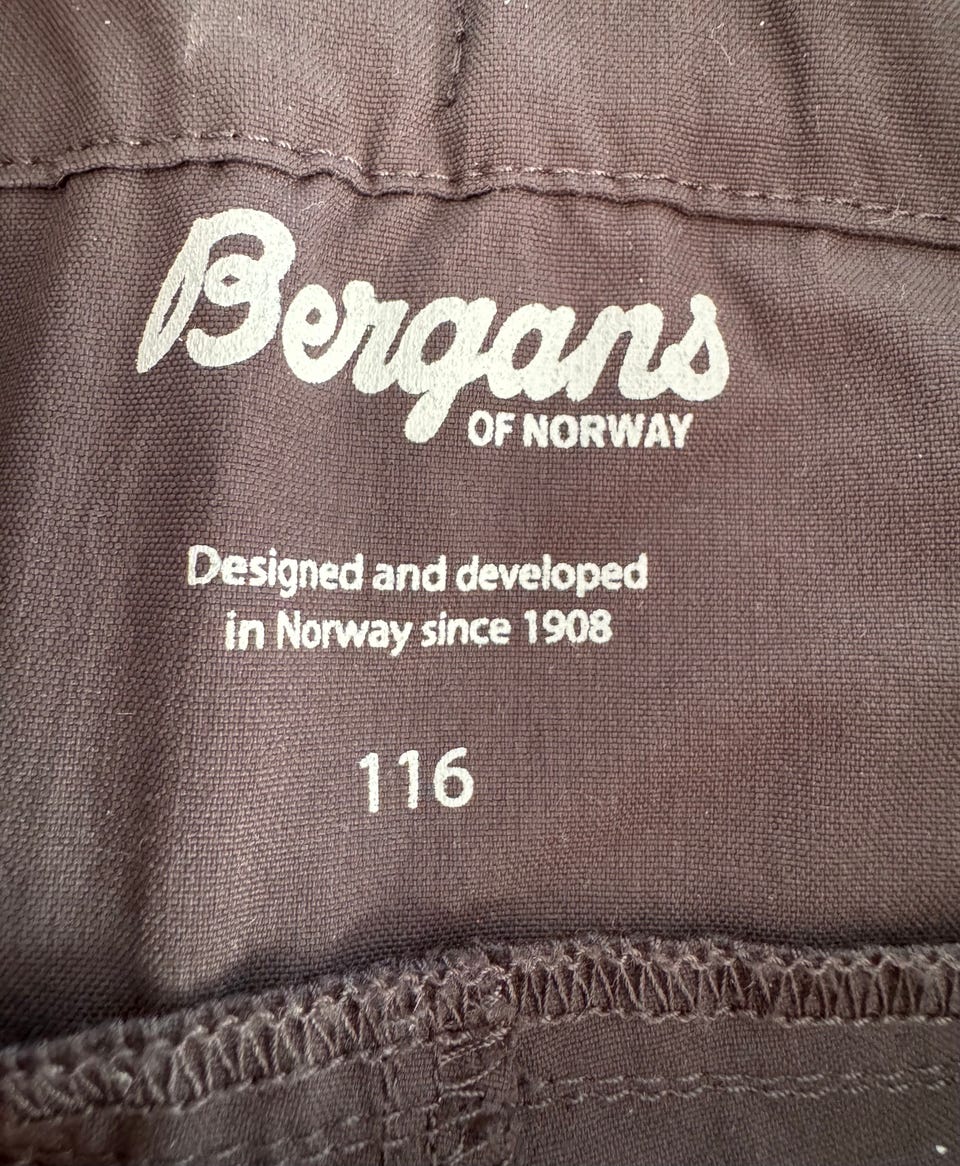 Bergans
OF NORWAY
Designed and developed
in Norway since 1908
116